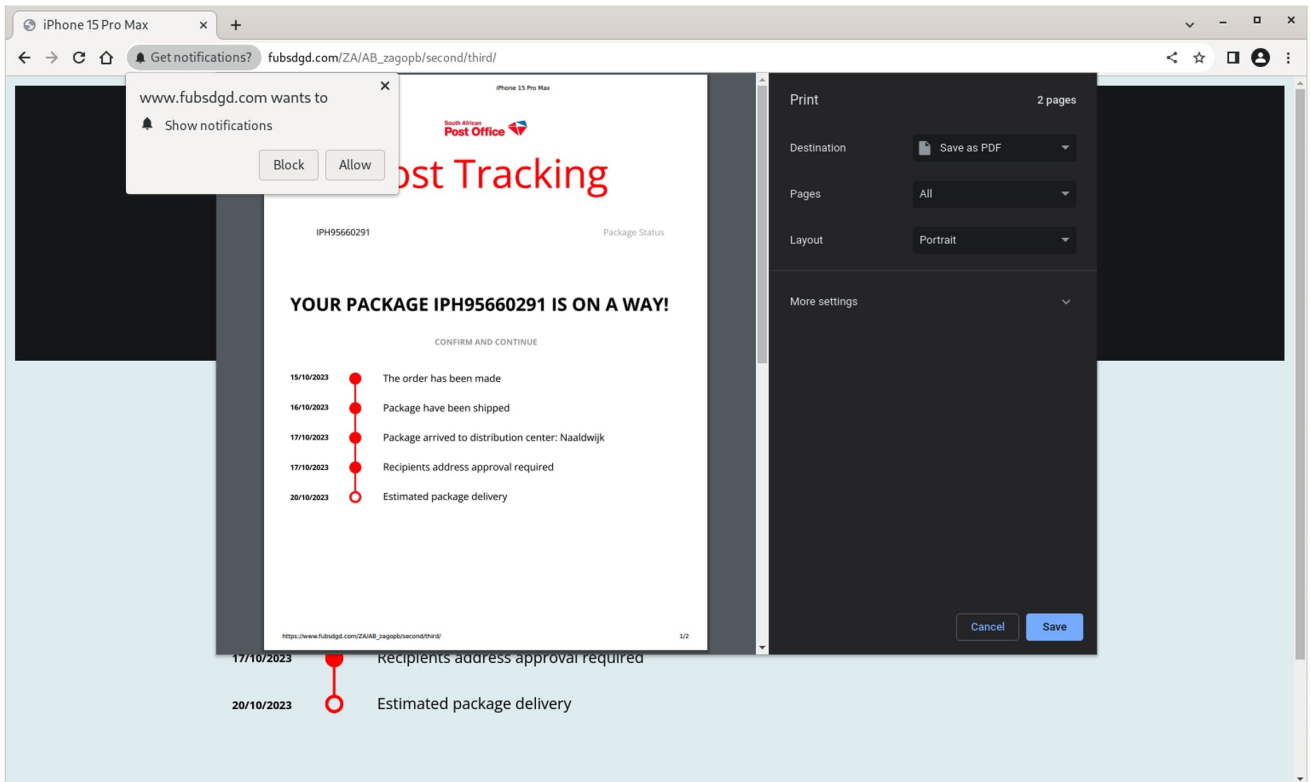 iPhone 15 Pro Max
Get notifications? fubsdgd.com/ZA/AB_zagopb/second/third/
www.fubsdgd.com wants to
Show notifications
Block Allow
iPhone 15 Pro Max
South African
Post Office
ost Tracking
IPH95660291 Package Status
YOUR PACKAGE IPH95660291 IS ON A WAY!
CONFIRM AND CONTINUE
15/10/2023 The order has been made
16/10/2023 Package have been shipped
17/10/2023 Package arrived to distribution center: Naaldwijk
17/10/2023 Recipients address approval required
20/10/2023 Estimated package delivery
https://www.fubsdgd.com/ZA/AB_zagopb/second/third/ 1/2
Print 2 pages
Destination Save as PDF
Pages All
Layout Portrait
More settings
Cancel Save
17/10/2023 Recipients address approval required
20/10/2023 Estimated package delivery